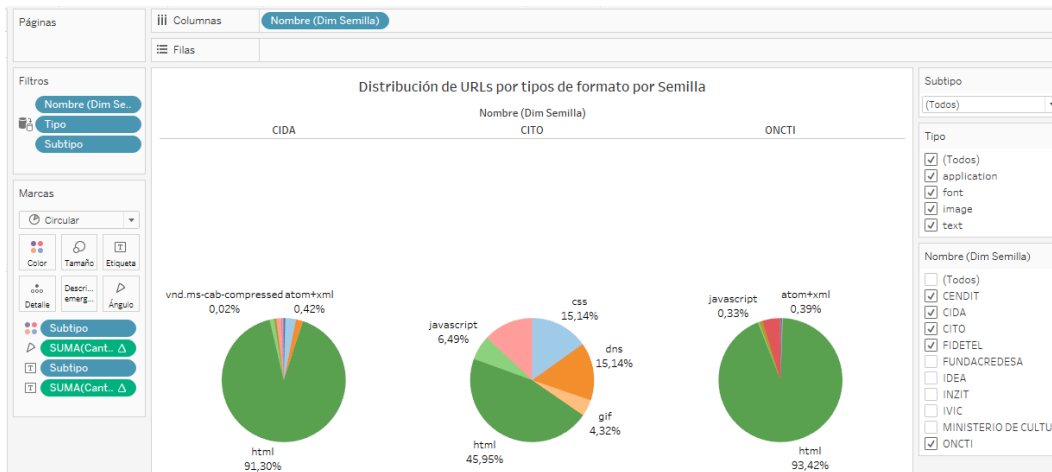 Páginas
Columnas
Nombre (Dim Semilla)
Filas
Filtros
Nombre (Dim Se..
Tipo
Subtipo
Marcas
Circular
Color
Tamaño
Etiqueta
Detalle
Descri...
emerg...
Ángulo
Subtipo
SUMA(Cant.. Δ
Subtipo
SUMA(Cant.. Δ
Distribución de URLs por tipos de formato por Semilla
Nombre (Dim Semilla)
CIDA
CITO
ONCTI
vnd.ms-cab-compressed
0,02%
atom+xml
0,42%
html
91,30%
javascript
6,49%
css
15,14%
dns
15,14%
gif
4,32%
html
45,95%
javascript
0,33%
atom+xml
0,39%
html
93,42%
Subtipo
(Todos)
Tipo
(Todos)
application
font
image
text
Nombre (Dim Semilla)
(Todos)
CENDIT
CIDA
CITO
FIDETEL
FUNDACREDESA
IDEA
INZIT
IVIC
MINISTERIO DE CULTU
ONCTI